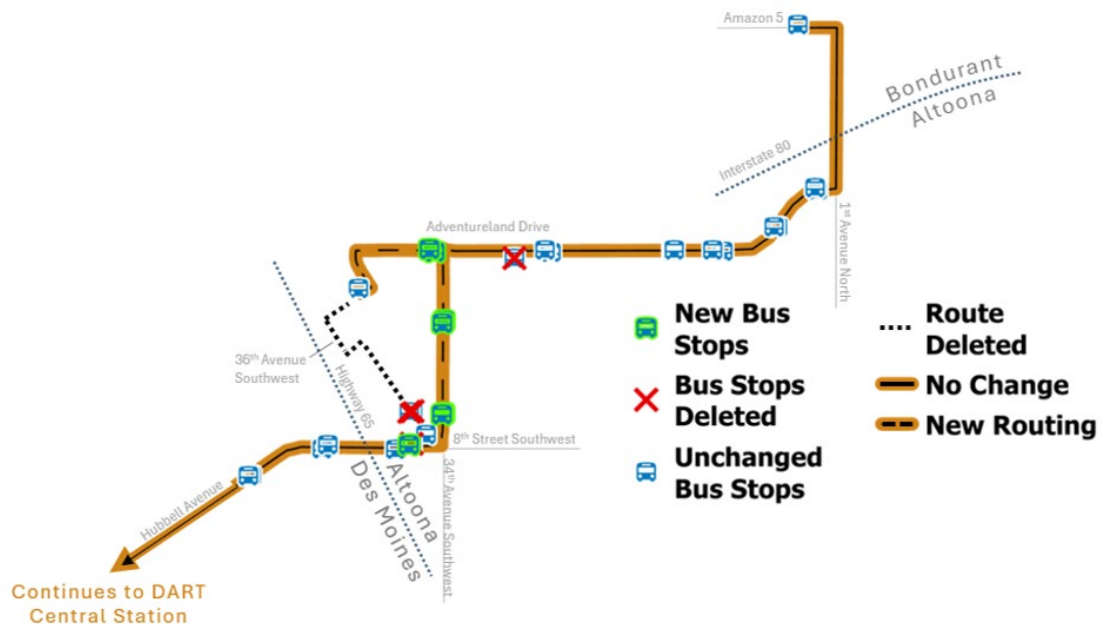 Amazon 5
Bondurant
Altoona
Interstate 80
1st Avenue North
Adventureland Drive
36th Avenue
Southwest
Highway 65
8th Street Southwest
34th Avenue Southwest
Altoona
Des Moines
Hubbell Avenue
Continues to DART
Central Station
New Bus
Stops
Bus Stops
Deleted
Unchanged
Bus Stops
Route
Deleted
No Change
New Routing